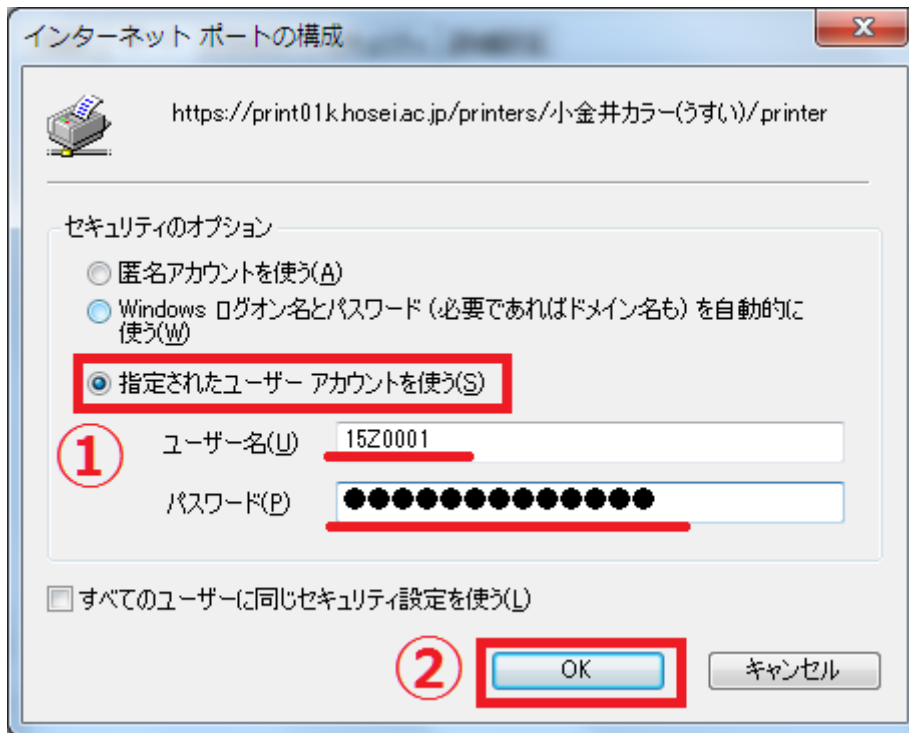 インターネット ポートの構成
https://print01k.hosei.ac.jp/printers/小金井カラー(うすい)/printer
セキュリティのオプション
匿名アカウントを使う(A)
Windows ログオン名とパスワード (必要であればドメイン名も) を自動的に
使う(W)
指定されたユーザー アカウントを使う(S)
①
ユーザー名(U) 15Z0001
パスワード(P) ●●●●●●●●●●●●●
すべてのユーザーに同じセキュリティ設定を使う(L)
② OK キャンセル